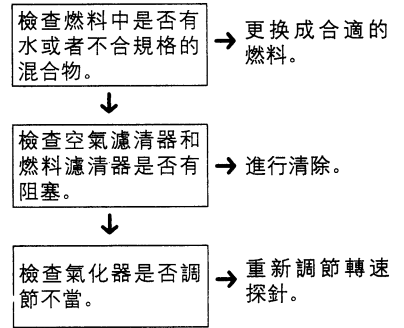 檢查燃料中是否有
水或者不合規格的
混合物。
更換成合適的
燃料。
檢查空氣濾清器和
燃料濾清器是否有
阻塞。
進行清除。
檢查氣化器是否調
節不當。
重新調節轉速
探針。